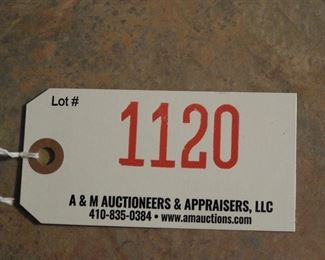 Lot #
1120
A & M AUCTIONEERS & APPRAISERS, LLC
410-835-0384 • www.amauctions.com